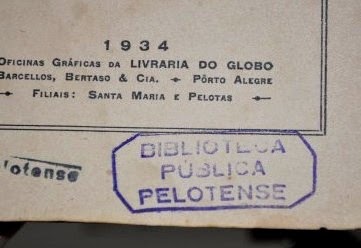 1934
OFICINAS GRÁFICAS DA LIVRARIA DO GLOBO
BARCELLOS, BERTASO & CIA. PÔRTO ALEGRE
FILIAIS: SANTA MARIA E PELOTAS
BIBLIOTECA
PÚBLICA
PELOTENSE
lotense